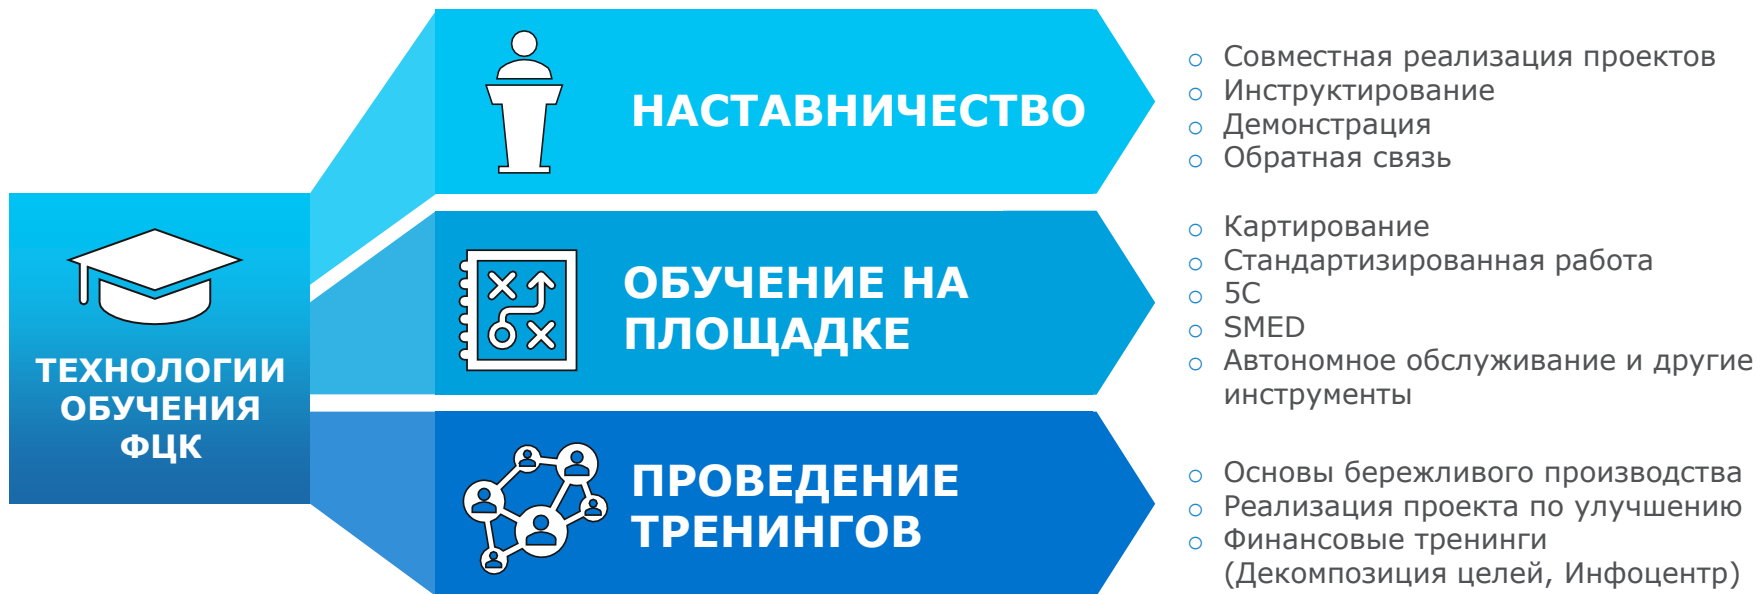 ТЕХНОЛОГИИ
ОБУЧЕНИЯ
ФЦК
НАСТАВНИЧЕСТВО
Совместная реализация проектов
Инструктирование
Демонстрация
Обратная связь
ОБУЧЕНИЕ НА
ПЛОЩАДКЕ
Картирование
Стандартизированная работа
5С
SMED
Автономное обслуживание и другие
инструменты
ПРОВЕДЕНИЕ
ТРЕНИНГОВ
Основы бережливого производства
Реализация проекта по улучшению
Финансовые тренинги
(Декомпозиция целей, Инфоцентр)